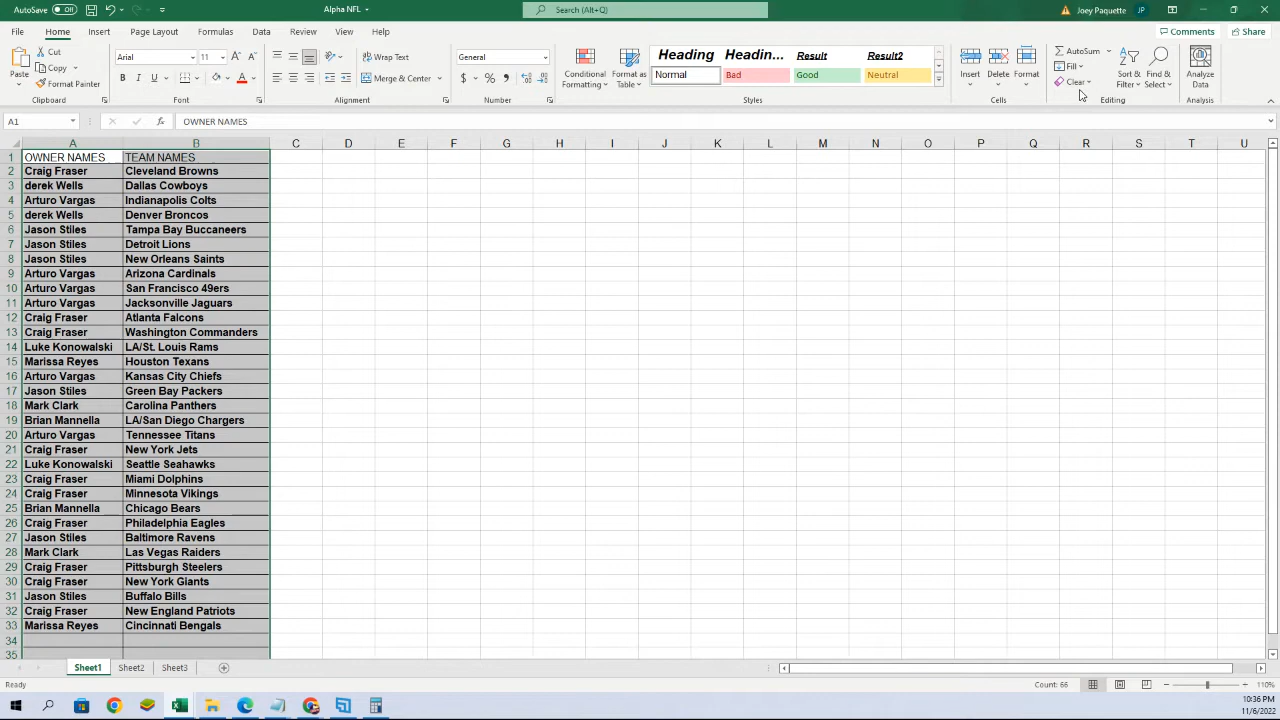 AutoSave Off Alpha NFL Search (Alt+Q) Joey Paquette JP
File Home Insert Page Layout Formulas Data Review View Help Comments Share
Paste Cut Copy Format Painter Clipboard
Arial 11 B I U A Font
Wrap Text Merge & Center Alignment
General $ % Number
Conditional Formatting Format as Table Heading Headin... Result Result2 Normal Bad Good Neutral Styles
Insert Delete Format Cells
AutoSum Fill Clear Sort & Filter Find & Select Editing
Analyze Data Analysis
A1 fx OWNER NAMES
A B C D E F G H I J K L M N O P Q R S T U
1 OWNER NAMES TEAM NAMES
2 Craig Fraser Cleveland Browns
3 derek Wells Dallas Cowboys
4 Arturo Vargas Indianapolis Colts
5 derek Wells Denver Broncos
6 Jason Stiles Tampa Bay Buccaneers
7 Jason Stiles Detroit Lions
8 Jason Stiles New Orleans Saints
9 Arturo Vargas Arizona Cardinals
10 Arturo Vargas San Francisco 49ers
11 Arturo Vargas Jacksonville Jaguars
12 Craig Fraser Atlanta Falcons
13 Craig Fraser Washington Commanders
14 Luke Konowalski LA/St. Louis Rams
15 Marissa Reyes Houston Texans
16 Arturo Vargas Kansas City Chiefs
17 Jason Stiles Green Bay Packers
18 Mark Clark Carolina Panthers
19 Brian Mannella LA/San Diego Chargers
20 Arturo Vargas Tennessee Titans
21 Craig Fraser New York Jets
22 Luke Konowalski Seattle Seahawks
23 Craig Fraser Miami Dolphins
24 Craig Fraser Minnesota Vikings
25 Brian Mannella Chicago Bears
26 Craig Fraser Philadelphia Eagles
27 Jason Stiles Baltimore Ravens
28 Mark Clark Las Vegas Raiders
29 Craig Fraser Pittsburgh Steelers
30 Craig Fraser New York Giants
31 Jason Stiles Buffalo Bills
32 Craig Fraser New England Patriots
33 Marissa Reyes Cincinnati Bengals
34
35
Sheet1 Sheet2 Sheet3
Ready Count: 66 110%
10:36 PM
11/6/2022